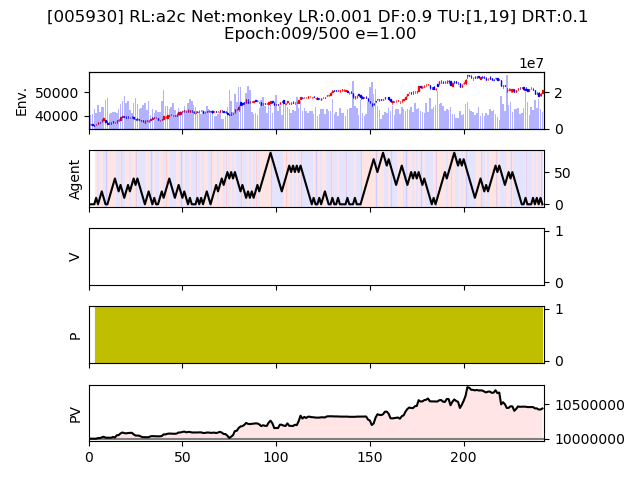 [005930] RL:a2c Net:monkey LR:0.001 DF:0.9 TU:[1,19] DRT:0.1
Epoch:009/500 e=1.00
1e7
Env.
50000
40000
2
0
Agent
50
0
V
1
0
P
1
0
PV
10500000
10000000
0 50 100 150 200